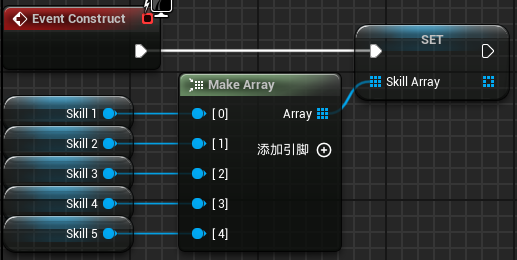 Event Construct
SET
Make Array
Skill Array
Skill 1
[ 0]
Array
Skill 2
[ 1]
添加引脚
Skill 3
[ 2]
Skill 4
[ 3]
Skill 5
[ 4]